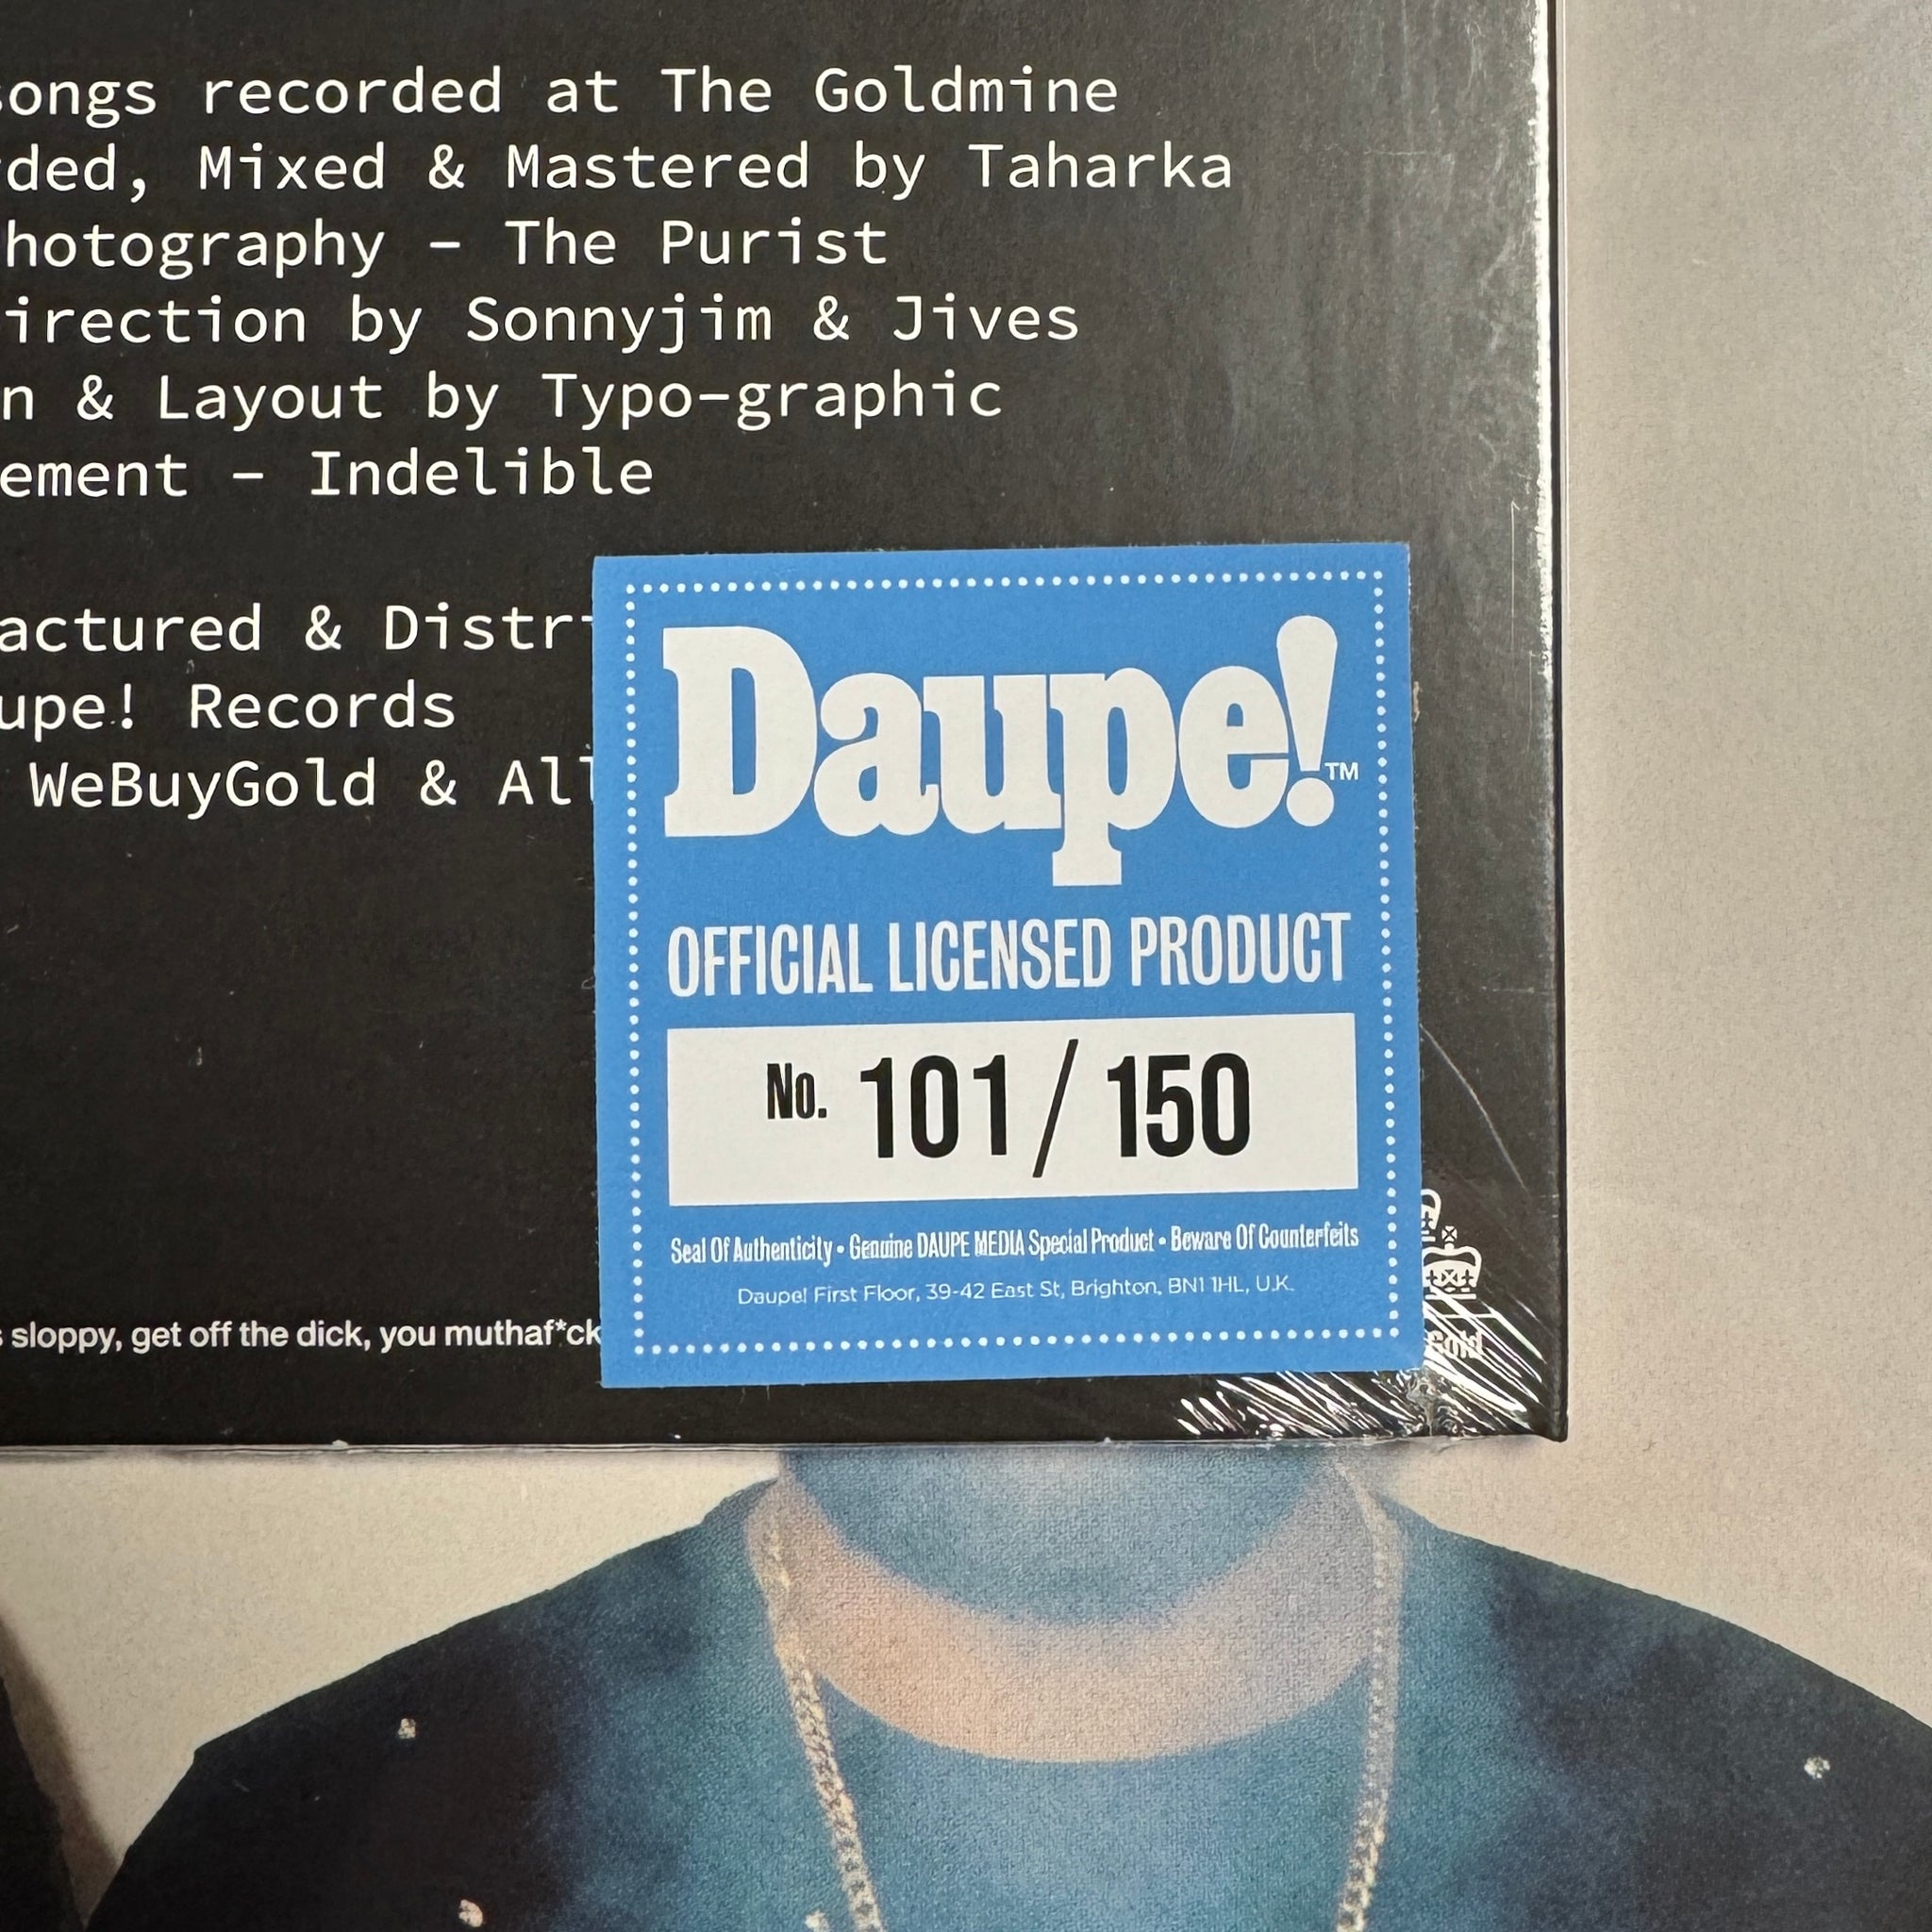 songs recorded at The Goldmine
rded, Mixed & Mastered by Taharka
hotography – The Purist
irection by Sonnyjim & Jives
n & Layout by Typo-graphic
ement – Indelible
actured & Distri
upe! Records
WeBuyGold & All
Daupe!™
OFFICIAL LICENSED PRODUCT
No. 101 / 150
Seal Of Authenticity • Genuine DAUPE MEDIA Special Product • Beware Of Counterfeits
Daupe! First Floor, 39-42 East St, Brighton, BN1 1HL, U.K.
s sloppy, get off the dick, you muthaf*ck
Gold